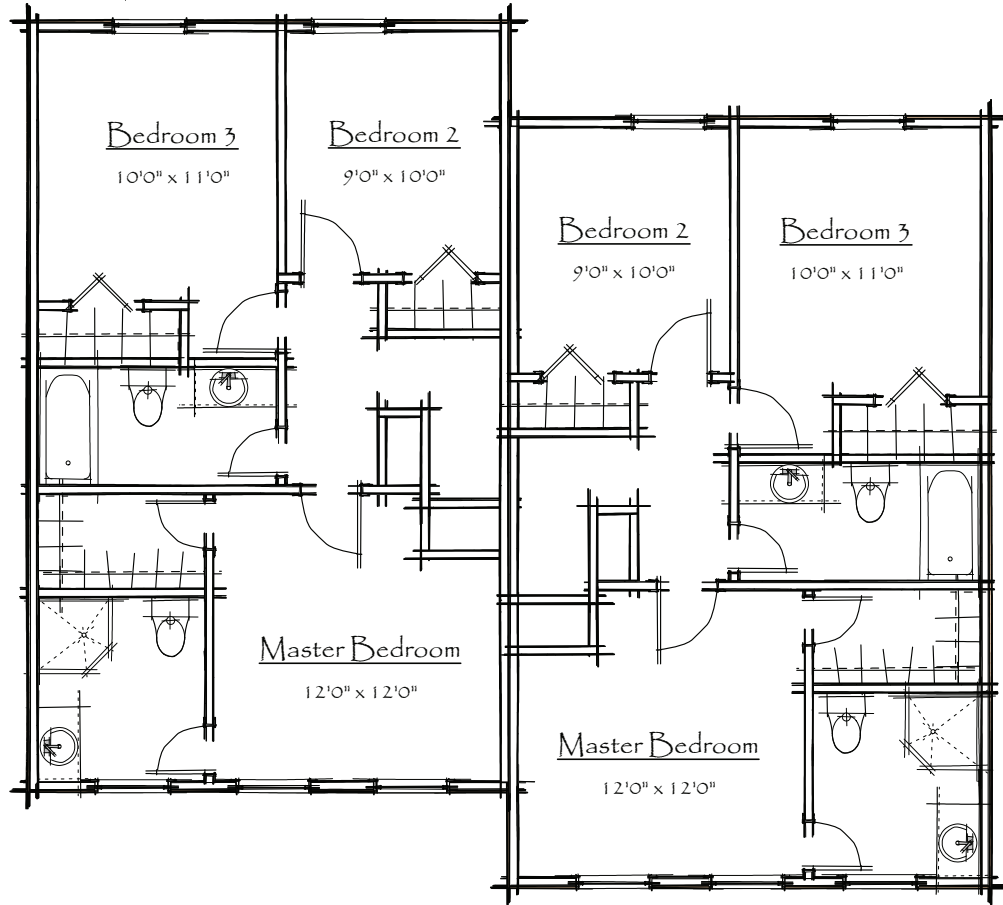 Bedroom 3
10'0" x 11'0"
Bedroom 2
9'0" x 10'0"
Bedroom 2
9'0" x 10'0"
Bedroom 3
10'0" x 11'0"
Master Bedroom
12'0" x 12'0"
Master Bedroom
12'0" x 12'0"